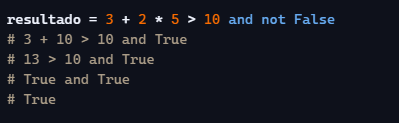 resultado = 3 + 2 * 5 > 10 and not False
# 3 + 10 > 10 and True
# 13 > 10 and True
# True and True
# True